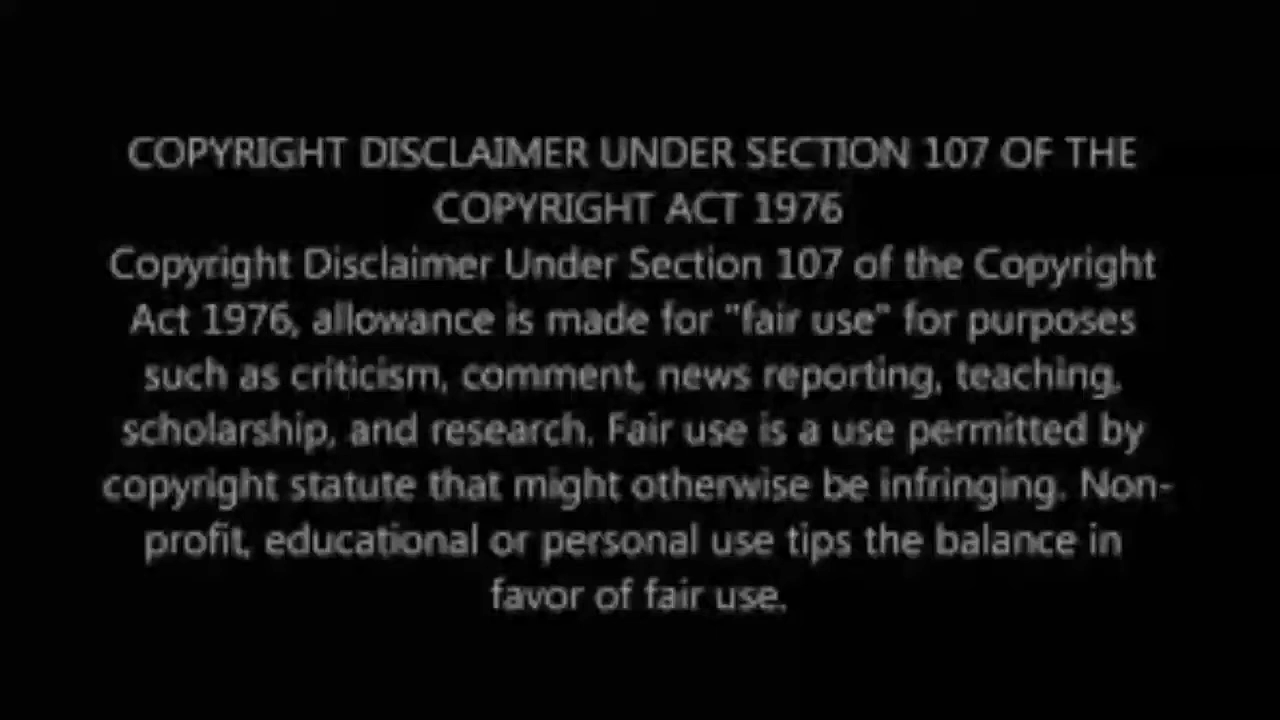 COPYRIGHT DISCLAIMER UNDER SECTION 107 OF THE
COPYRIGHT ACT 1976
Copyright Disclaimer Under Section 107 of the Copyright
Act 1976, allowance is made for "fair use" for purposes
such as criticism, comment, news reporting, teaching,
scholarship, and research. Fair use is a use permitted by
copyright statute that might otherwise be infringing. Non-
profit, educational or personal use tips the balance in
favor of fair use.